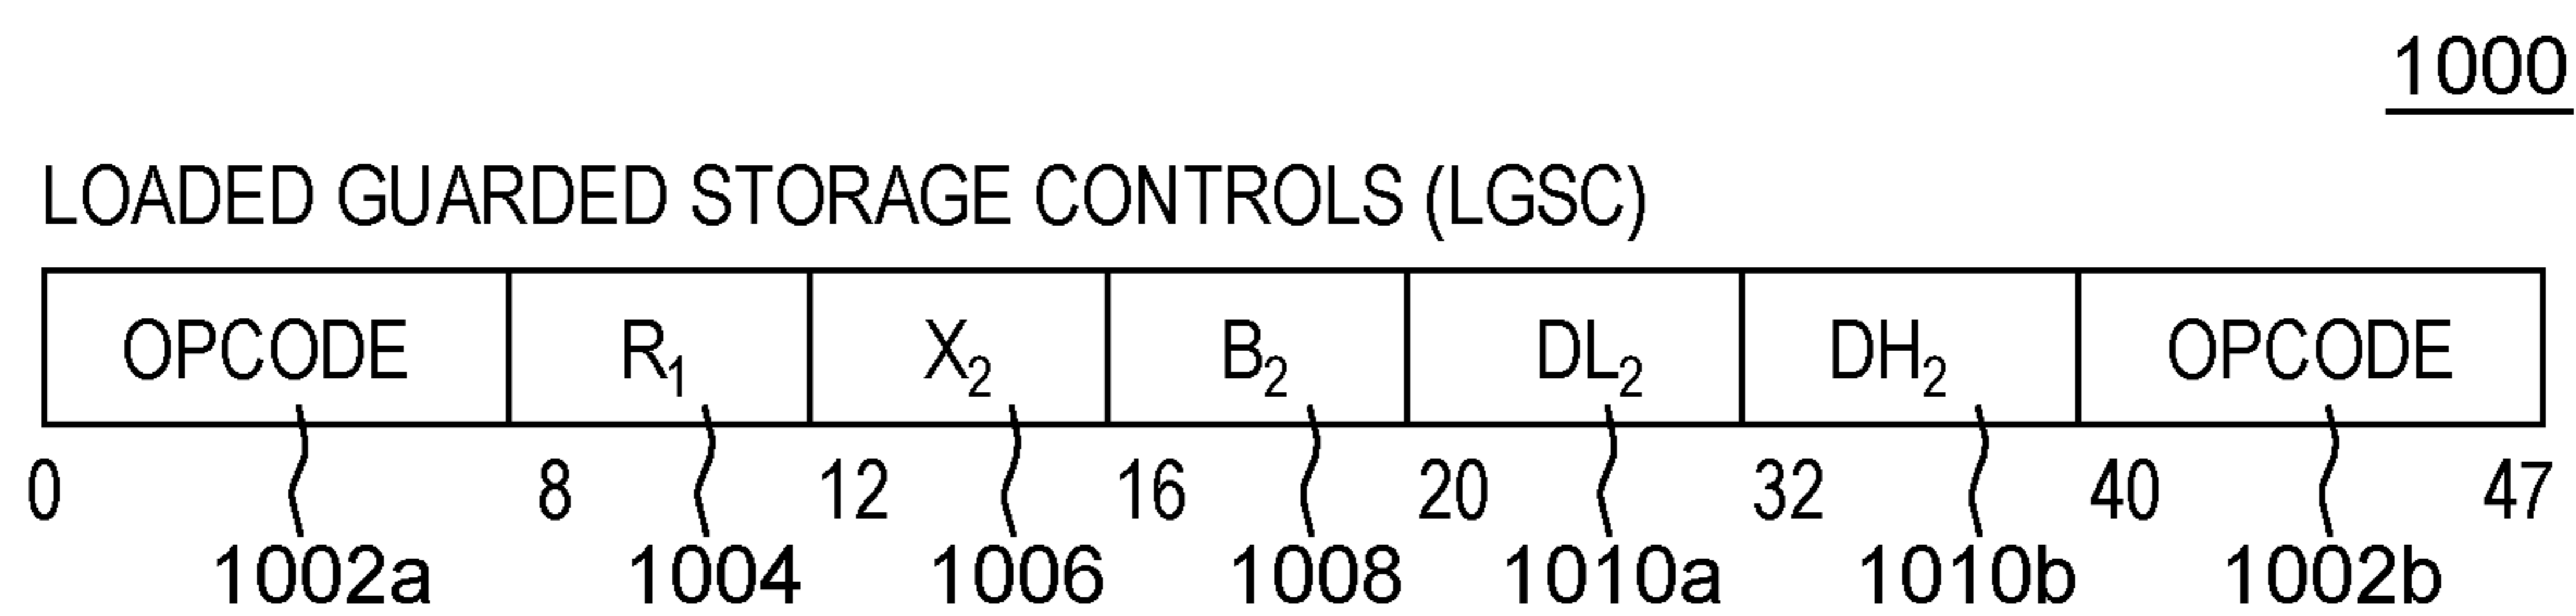 1000
LOADED GUARDED STORAGE CONTROLS (LGSC)
OPCODE R₁ X₂ B₂ DL₂ DH₂ OPCODE
0 8 12 16 20 32 40 47
1002a 1004 1006 1008 1010a 1010b 1002b